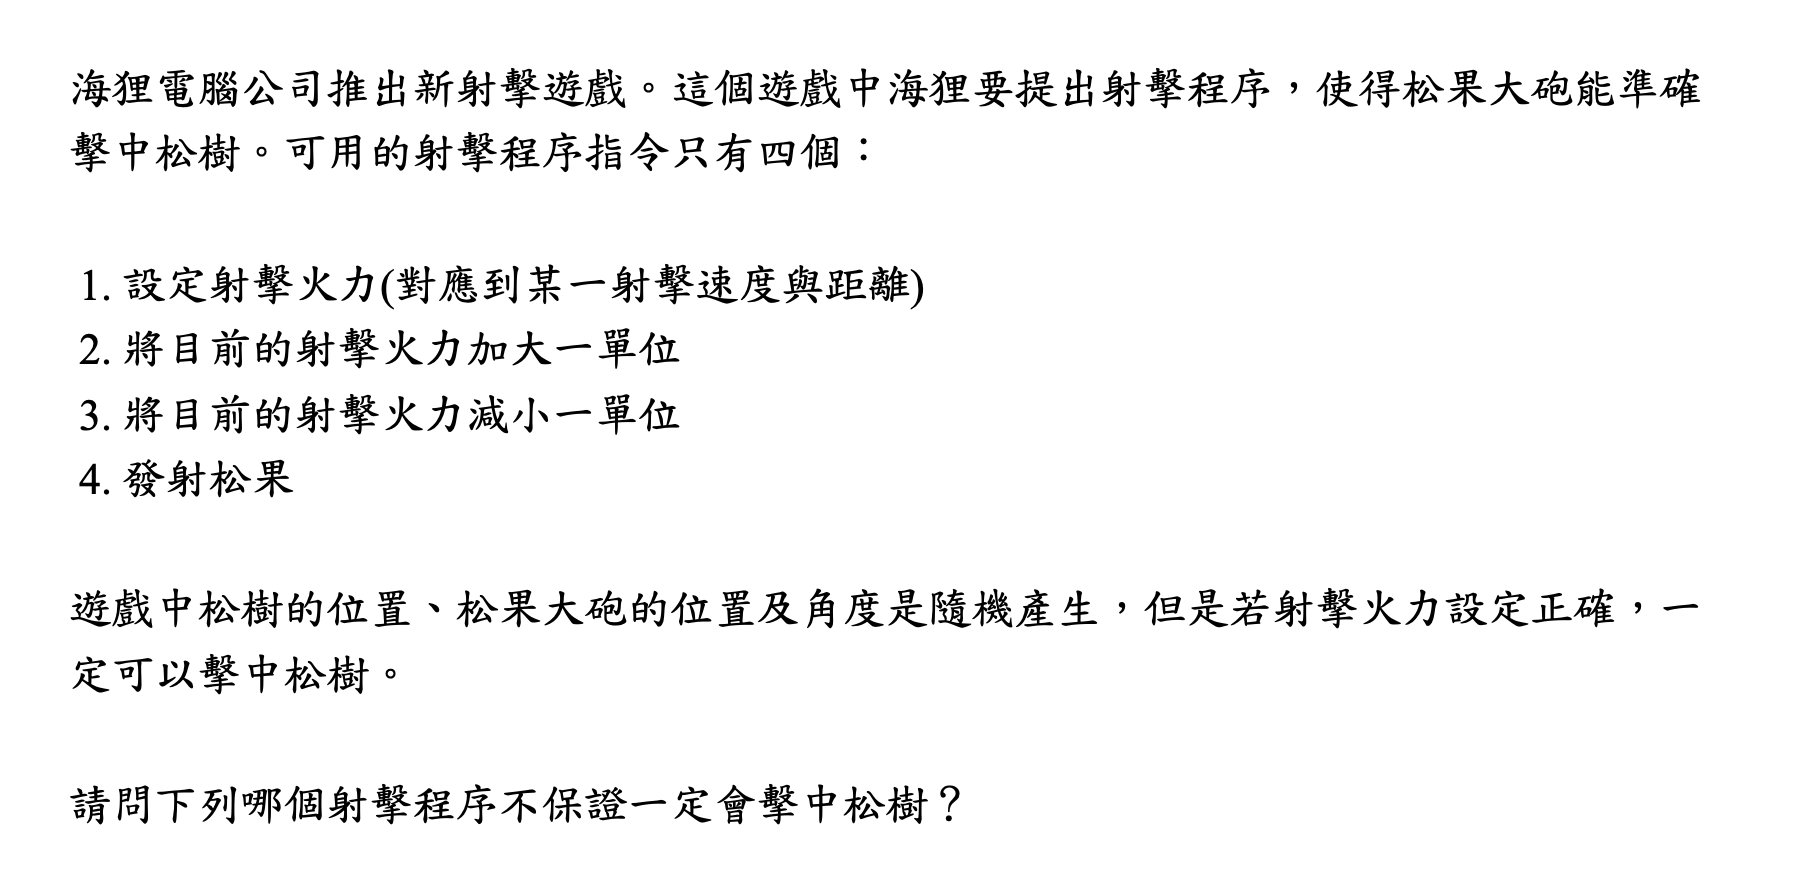 海狸電腦公司推出新射擊遊戲。這個遊戲中海狸要提出射擊程序，使得松果大砲能準確
擊中松樹。可用的射擊程序指令只有四個：
1. 設定射擊火力(對應到某一射擊速度與距離)
2. 將目前的射擊火力加大一單位
3. 將目前的射擊火力減小一單位
4. 發射松果
遊戲中松樹的位置、松果大砲的位置及角度是隨機產生，但是若射擊火力設定正確，一
定可以擊中松樹。
請問下列哪個射擊程序不保證一定會擊中松樹？